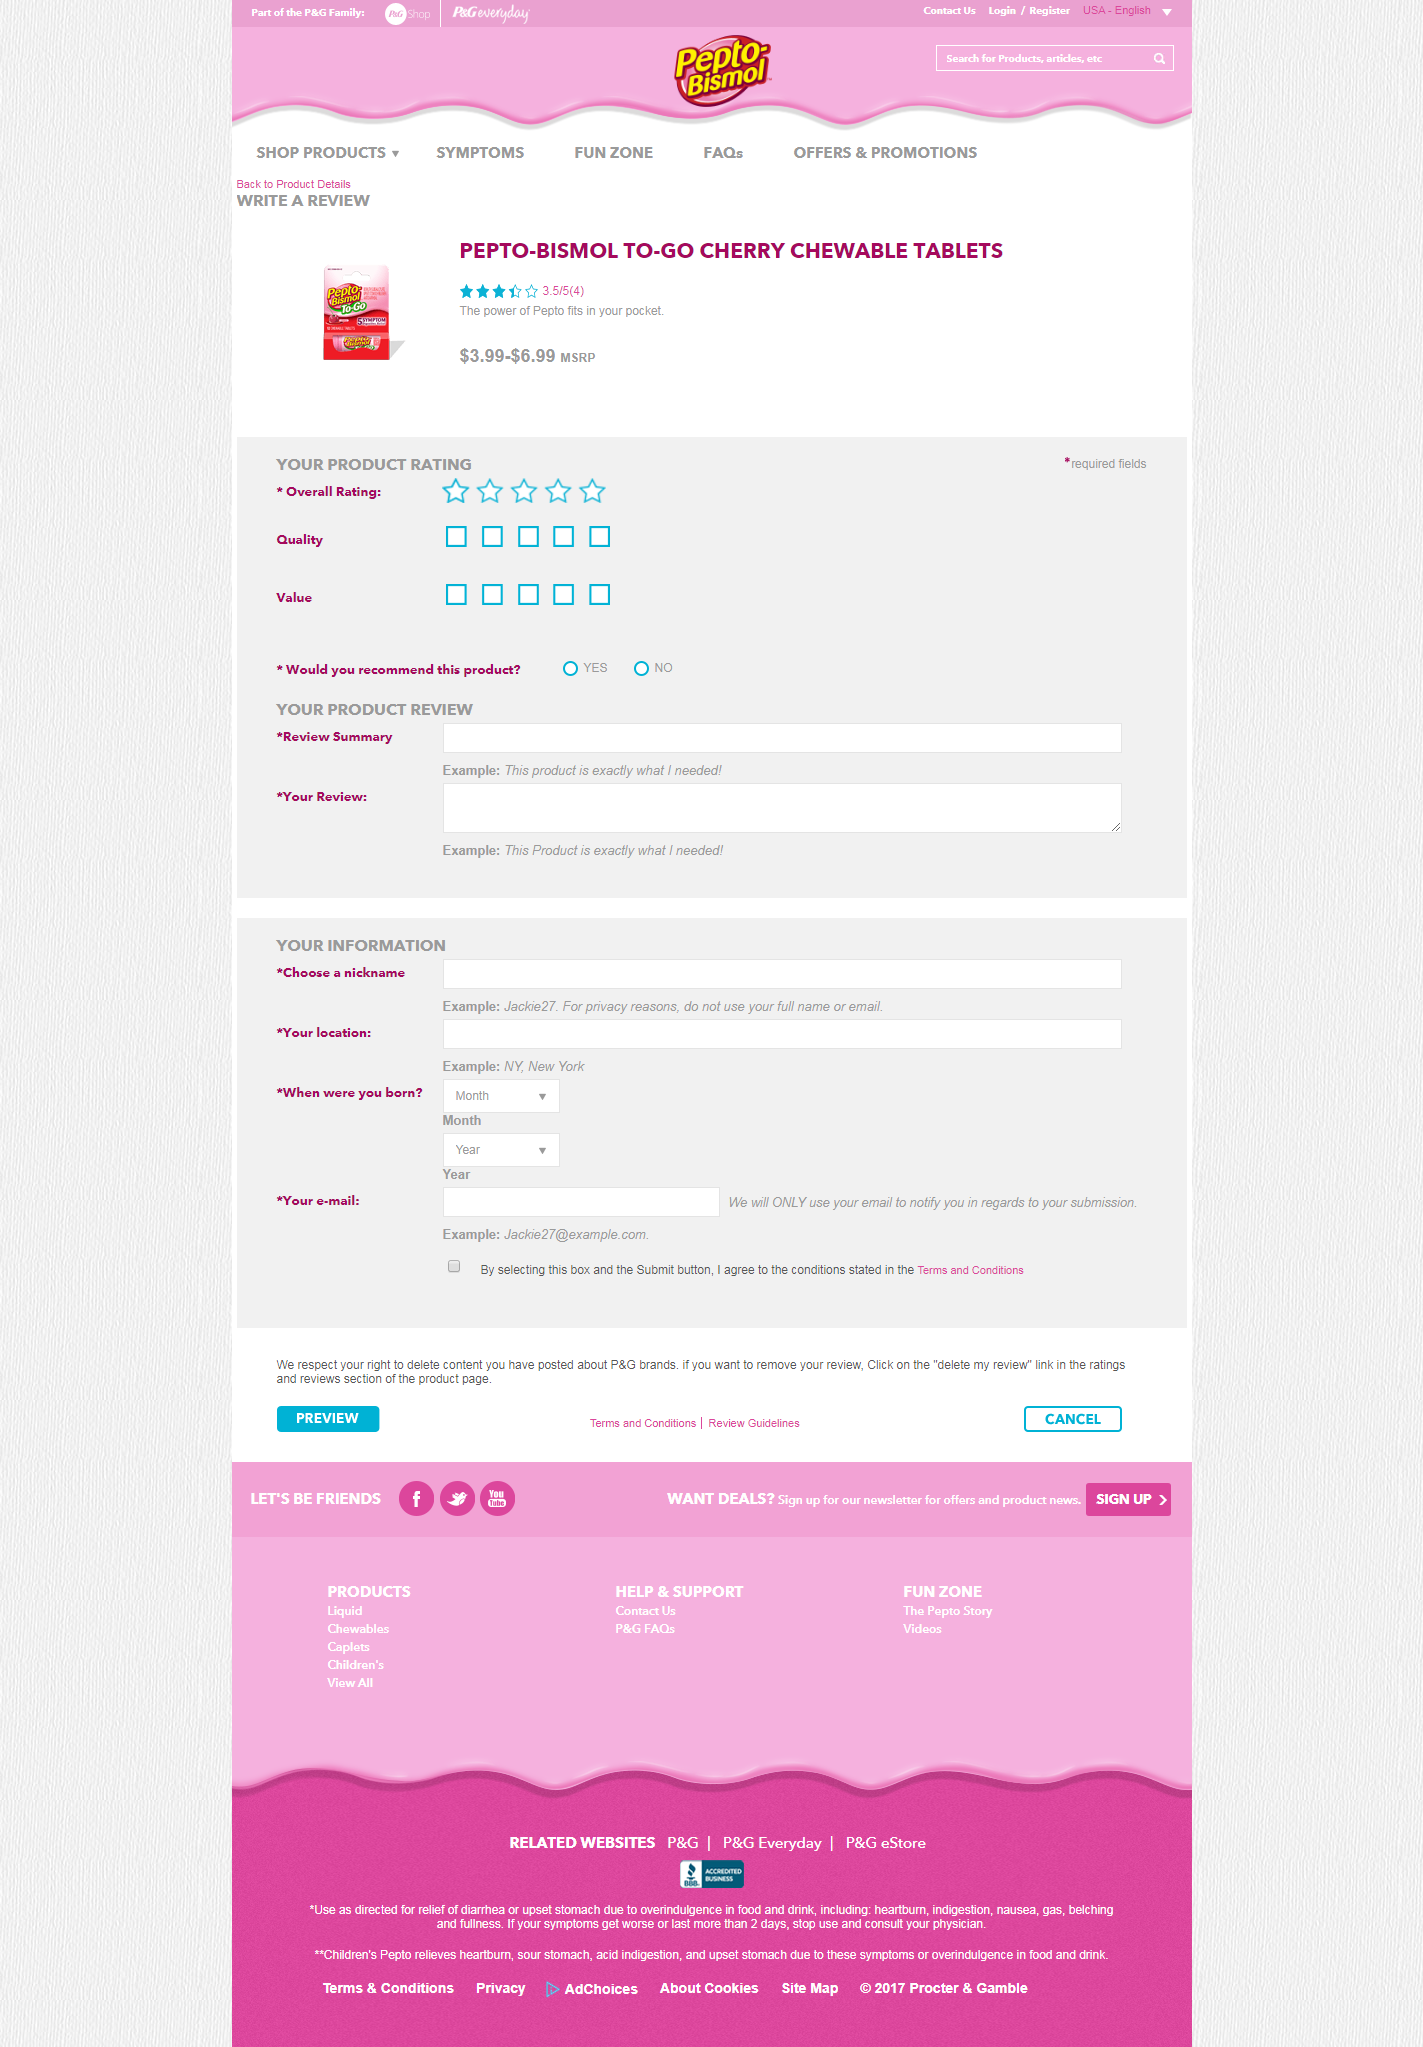 Part of the P&G Family: P&G Shop P&G everyday
Contact Us Login / Register USA - English
Pepto-Bismol
Search for Products, articles, etc
SHOP PRODUCTS ▼ SYMPTOMS FUN ZONE FAQs OFFERS & PROMOTIONS
Back to Product Details
WRITE A REVIEW
PEPTO-BISMOL TO-GO CHERRY CHEWABLE TABLETS
Pepto-Bismol To-Go
5 SYMPTOM
Pepto-Bismol
3.5/5(4)
The power of Pepto fits in your pocket.
$3.99-$6.99 MSRP
YOUR PRODUCT RATING
*required fields
* Overall Rating:
Quality
Value
* Would you recommend this product? YES NO
YOUR PRODUCT REVIEW
*Review Summary
Example: This product is exactly what I needed!
*Your Review:
Example: This Product is exactly what I needed!
YOUR INFORMATION
*Choose a nickname
Example: Jackie27. For privacy reasons, do not use your full name or email.
*Your location:
Example: NY, New York
*When were you born? Month ▼
Month
Year ▼
Year
*Your e-mail: We will ONLY use your email to notify you in regards to your submission.
Example: Jackie27@example.com.
By selecting this box and the Submit button, I agree to the conditions stated in the Terms and Conditions
We respect your right to delete content you have posted about P&G brands. if you want to remove your review, Click on the "delete my review" link in the ratings
and reviews section of the product page.
PREVIEW Terms and Conditions | Review Guidelines CANCEL
LET'S BE FRIENDS f You Tube WANT DEALS? Sign up for our newsletter for offers and product news. SIGN UP >
PRODUCTS
Liquid
Chewables
Caplets
Children's
View All
HELP & SUPPORT
Contact Us
P&G FAQs
FUN ZONE
The Pepto Story
Videos
RELATED WEBSITES P&G | P&G Everyday | P&G eStore
BBB. ACCREDITED BUSINESS
*Use as directed for relief of diarrhea or upset stomach due to overindulgence in food and drink, including: heartburn, indigestion, nausea, gas, belching
and fullness. If your symptoms get worse or last more than 2 days, stop use and consult your physician.
**Children's Pepto relieves heartburn, sour stomach, acid indigestion, and upset stomach due to these symptoms or overindulgence in food and drink.
Terms & Conditions Privacy AdChoices About Cookies Site Map © 2017 Procter & Gamble